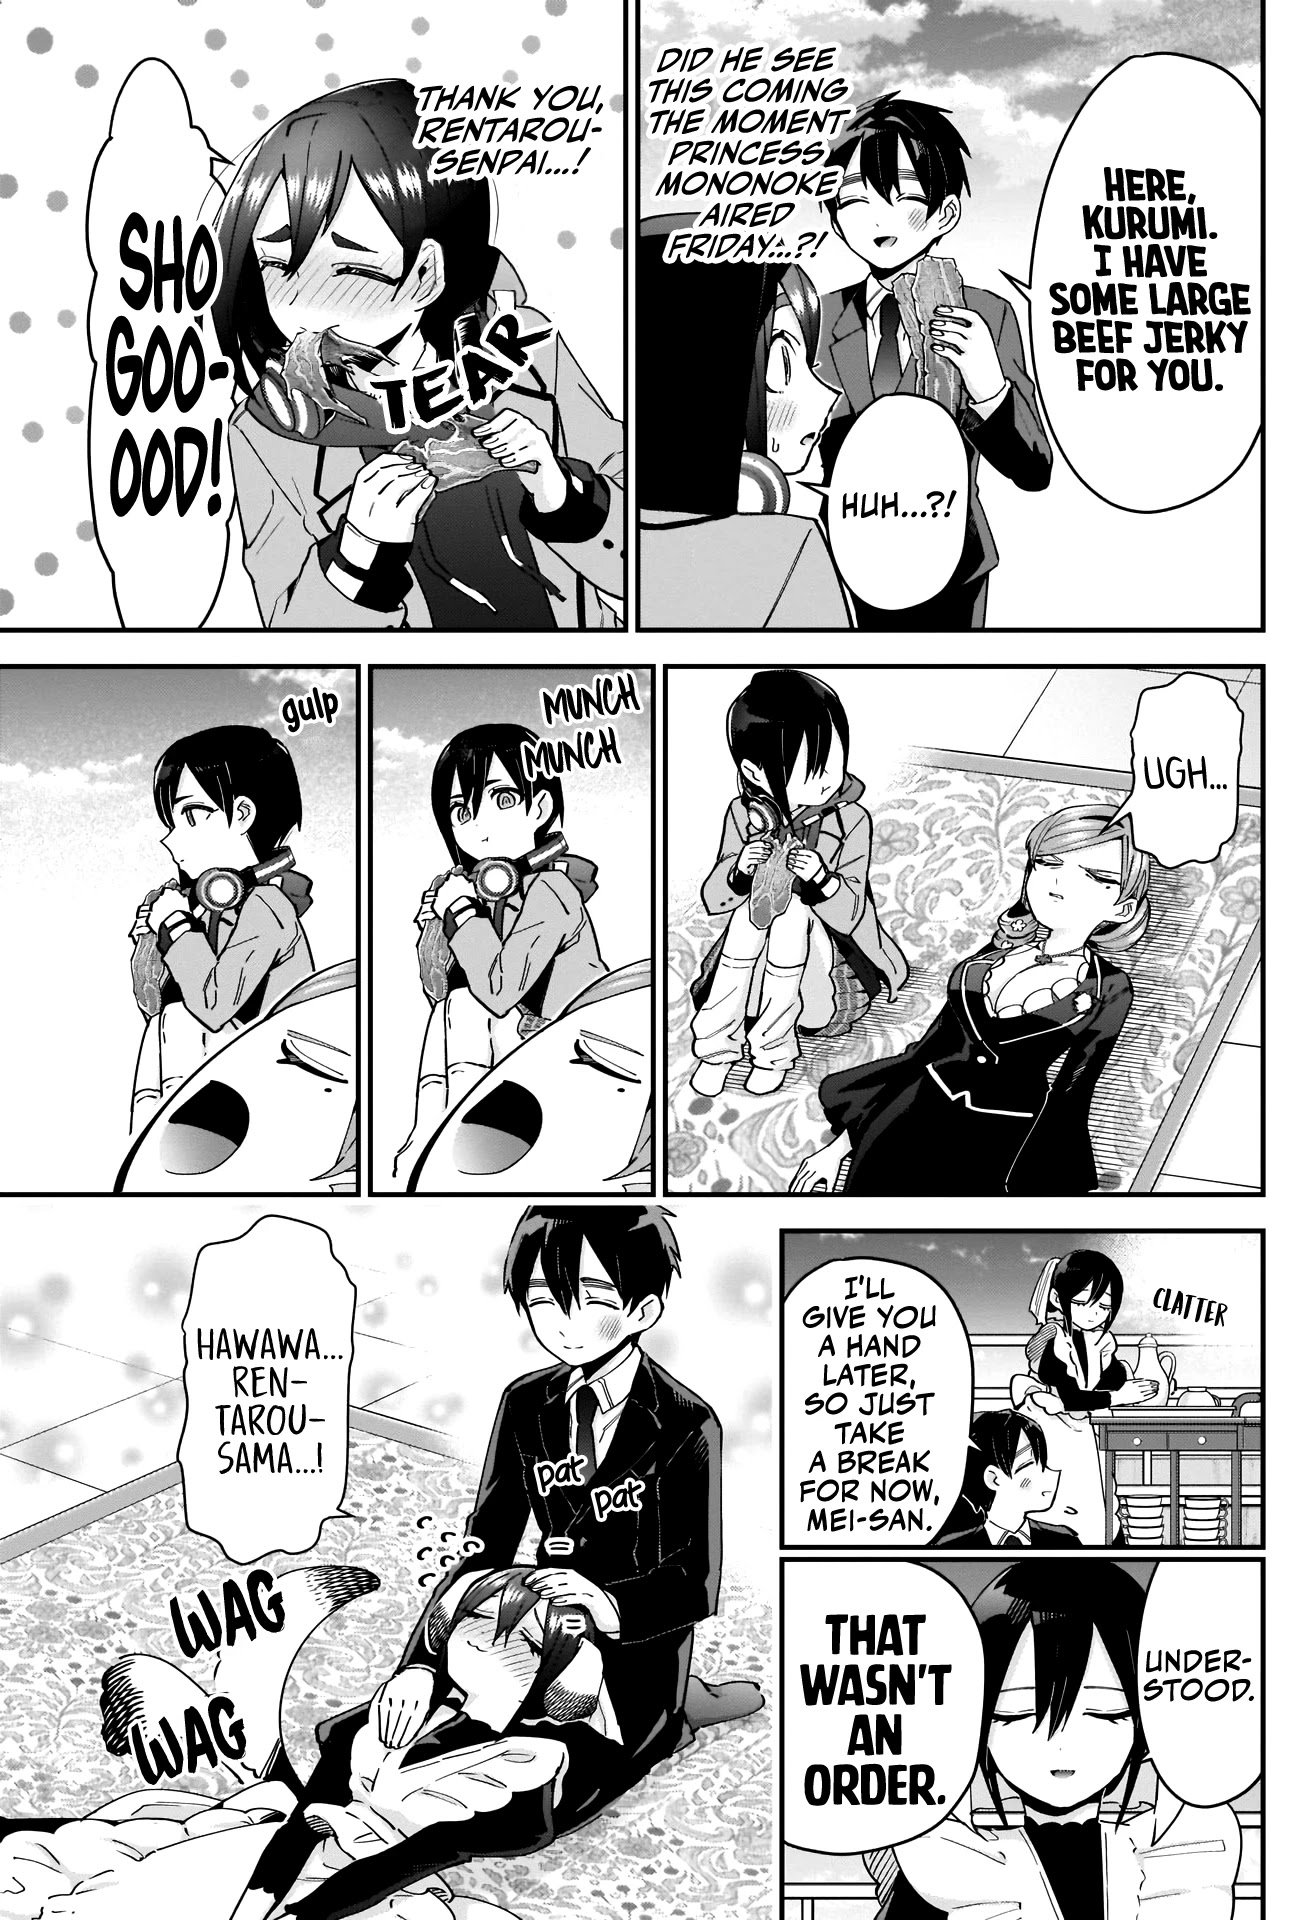 HERE,
KURUMI.
I HAVE
SOME LARGE
BEEF JERKY
FOR YOU.
DID HE SEE
THIS COMING
THE MOMENT
PRINCESS
MONONOKE
AIRED
FRIDAY...?!
HUH...?!
THANK YOU,
RENTAROU-
SENPAI...!
TEAR
SHO
GOO-
OOD!
UGH...
MUNCH
MUNCH
gulp
CLATTER
I'LL
GIVE YOU
A HAND
LATER,
SO JUST
TAKE
A BREAK
FOR NOW,
MEI-SAN.
UNDER-
STOOD.
THAT
WASN'T
AN
ORDER.
HAWAWA...
REN-
TAROU-
SAMA...!
pat
pat
WAG
WAG